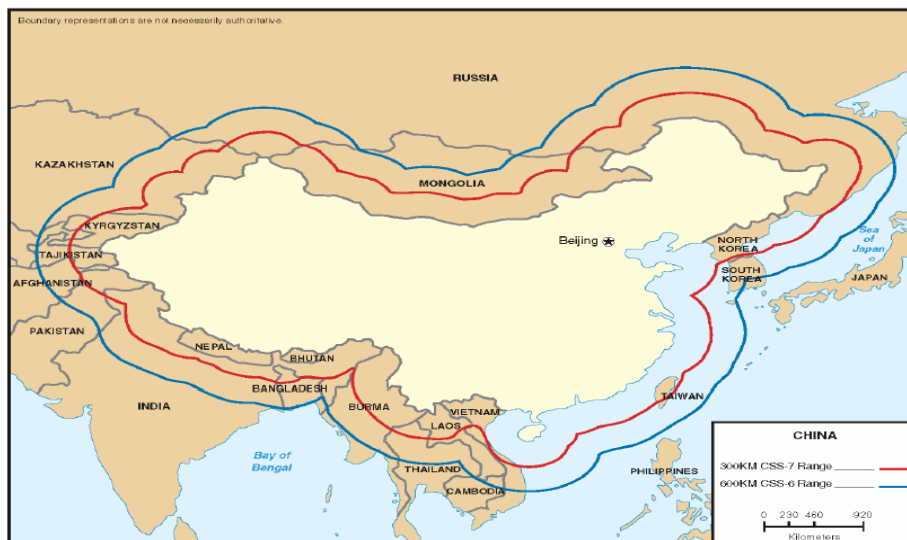 Boundary representations are not necessarily authoritative.
RUSSIA
KAZAKHSTAN
MONGOLIA
KYRGYZSTAN
Beijing
NORTH
KOREA
Sea
of
Japan
TAJIKISTAN
SOUTH
KOREA
JAPAN
AFGHANISTAN
PAKISTAN
NEPAL
BHUTAN
BANGLADESH
INDIA
BURMA
VIETNAM
TAIWAN
LAOS
Bay of
Bengal
THAILAND
CAMBODIA
PHILIPPINES
CHINA
300KM CSS-7 Range
600KM CSS-6 Range
0 230 460 920
Kilometers